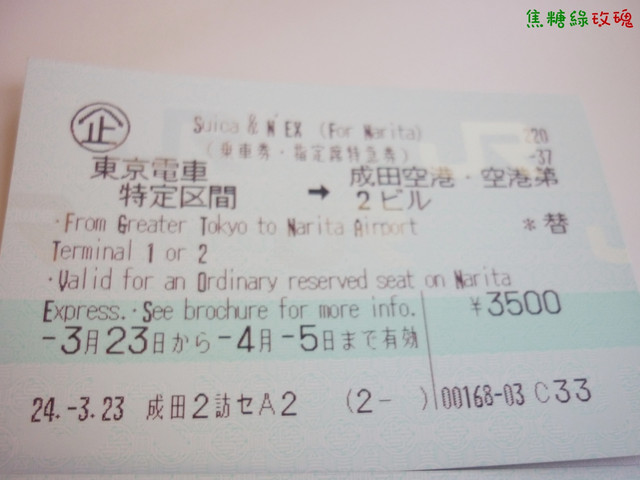 焦糖綠玫瑰
企 Suica & N'EX (For Narita)
(乗車券・指定席特急券) -37
東京電車特定区間 → 成田空港・空港第2ビル
・From Greater Tokyo to Narita Airport *替
Terminal 1 or 2
・Valid for an Ordinary reserved seat on Narita
Express.・See brochure for more info. ¥3500
-3月23日から-4月-5日まで有効
24.-3.23 成田2訪セA2 (2- ) 00168-03 C33